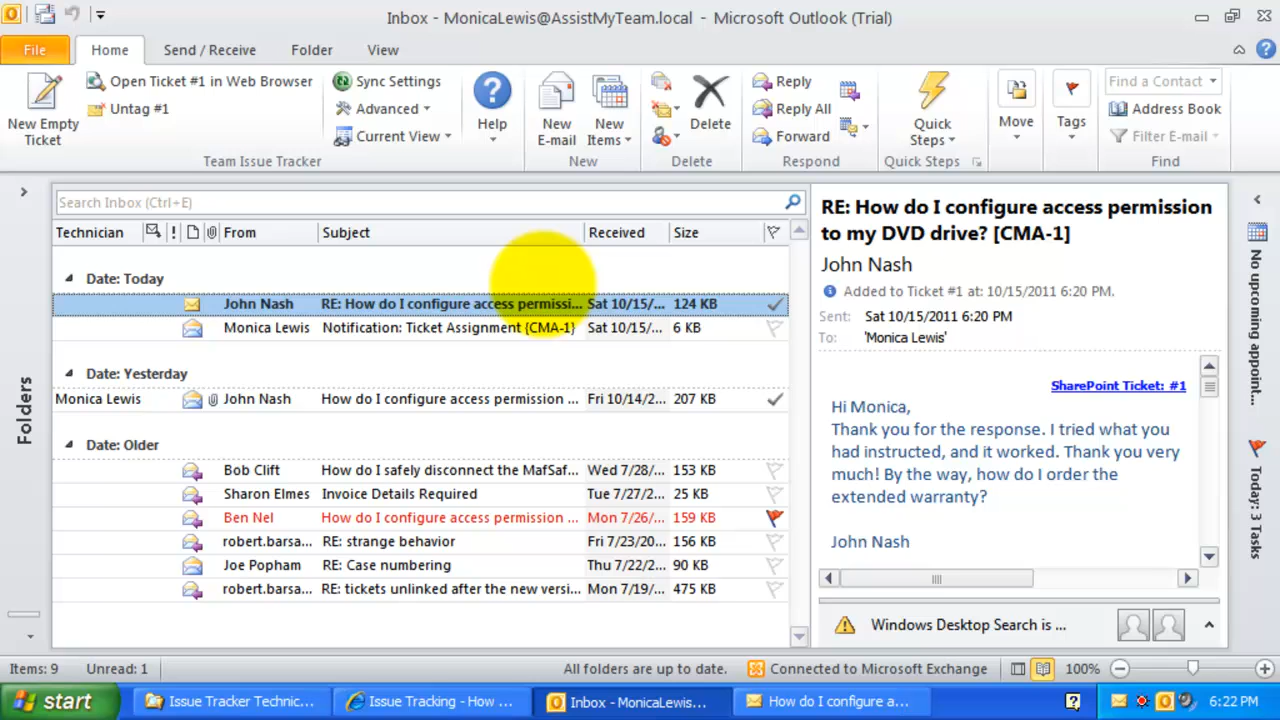 Inbox - MonicaLewis@AssistMyTeam.local - Microsoft Outlook (Trial)
File Home Send / Receive Folder View
New Empty Ticket
Open Ticket #1 in Web Browser
Untag #1
Sync Settings
Advanced
Current View
Team Issue Tracker
Help
New E-mail
New Items
New
Delete
Delete
Reply
Reply All
Forward
Respond
Quick Steps
Quick Steps
Move
Tags
Find a Contact
Address Book
Filter E-mail
Find
Folders
Search Inbox (Ctrl+E)
Technician ! From Subject Received Size
Date: Today
John Nash RE: How do I configure access permissi... Sat 10/15/... 124 KB
Monica Lewis Notification: Ticket Assignment {CMA-1} Sat 10/15/... 6 KB
Date: Yesterday
Monica Lewis John Nash How do I configure access permission ... Fri 10/14/2... 207 KB
Date: Older
Bob Clift How do I safely disconnect the MafSaf... Wed 7/28/... 153 KB
Sharon Elmes Invoice Details Required Tue 7/27/2... 25 KB
Ben Nel How do I configure access permission ... Mon 7/26/... 159 KB
robert.barsa... RE: strange behavior Fri 7/23/20... 156 KB
Joe Popham RE: Case numbering Thu 7/22/2... 90 KB
robert.barsa... RE: tickets unlinked after the new versi... Mon 7/19/... 475 KB
RE: How do I configure access permission
to my DVD drive? [CMA-1]
John Nash
Added to Ticket #1 at: 10/15/2011 6:20 PM.
Sent: Sat 10/15/2011 6:20 PM
To: 'Monica Lewis'
SharePoint Ticket: #1
Hi Monica,
Thank you for the response. I tried what you
had instructed, and it worked. Thank you very
much! By the way, how do I order the
extended warranty?
John Nash
Windows Desktop Search is ...
No upcoming appoint...
Today: 3 Tasks
Items: 9 Unread: 1 All folders are up to date. Connected to Microsoft Exchange 100%
start Issue Tracker Technic... Issue Tracking - How ... Inbox - MonicaLewis... How do I configure a... 6:22 PM